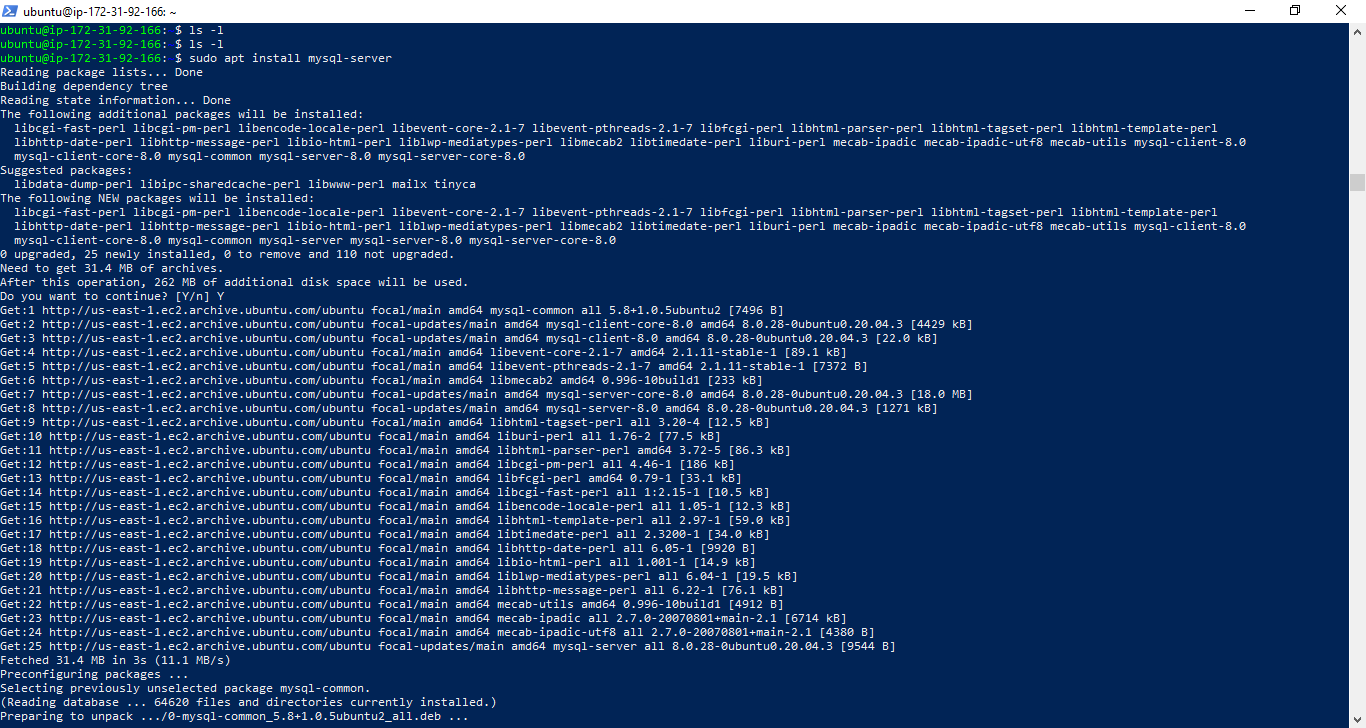 ubuntu@ip-172-31-92-166: ~
ubuntu@ip-172-31-92-166: $ ls -l
ubuntu@ip-172-31-92-166: $ ls -l
ubuntu@ip-172-31-92-166: $ sudo apt install mysql-server
Reading package lists... Done
Building dependency tree
Reading state information... Done
The following additional packages will be installed:
  libcgi-fast-perl libcgi-pm-perl libencode-locale-perl libevent-core-2.1-7 libevent-pthreads-2.1-7 libfcgi-perl libhtml-parser-perl libhtml-tagset-perl libhtml-template-perl
  libhttp-date-perl libhttp-message-perl libio-html-perl liblwp-mediatypes-perl libmecab2 libtimedate-perl liburi-perl mecab-ipadic mecab-ipadic-utf8 mecab-utils mysql-client-8.0
  mysql-client-core-8.0 mysql-common mysql-server-8.0 mysql-server-core-8.0
Suggested packages:
  libdata-dump-perl libipc-sharedcache-perl libwww-perl mailx tinyca
The following NEW packages will be installed:
  libcgi-fast-perl libcgi-pm-perl libencode-locale-perl libevent-core-2.1-7 libevent-pthreads-2.1-7 libfcgi-perl libhtml-parser-perl libhtml-tagset-perl libhtml-template-perl
  libhttp-date-perl libhttp-message-perl libio-html-perl liblwp-mediatypes-perl libmecab2 libtimedate-perl liburi-perl mecab-ipadic mecab-ipadic-utf8 mecab-utils mysql-client-8.0
  mysql-client-core-8.0 mysql-common mysql-server mysql-server-8.0 mysql-server-core-8.0
0 upgraded, 25 newly installed, 0 to remove and 110 not upgraded.
Need to get 31.4 MB of archives.
After this operation, 262 MB of additional disk space will be used.
Do you want to continue? [Y/n] Y
Get:1 http://us-east-1.ec2.archive.ubuntu.com/ubuntu focal/main amd64 mysql-common all 5.8+1.0.5ubuntu2 [7496 B]
Get:2 http://us-east-1.ec2.archive.ubuntu.com/ubuntu focal-updates/main amd64 mysql-client-core-8.0 amd64 8.0.28-0ubuntu0.20.04.3 [4429 kB]
Get:3 http://us-east-1.ec2.archive.ubuntu.com/ubuntu focal-updates/main amd64 mysql-client-8.0 amd64 8.0.28-0ubuntu0.20.04.3 [22.0 kB]
Get:4 http://us-east-1.ec2.archive.ubuntu.com/ubuntu focal/main amd64 libevent-core-2.1-7 amd64 2.1.11-stable-1 [89.1 kB]
Get:5 http://us-east-1.ec2.archive.ubuntu.com/ubuntu focal/main amd64 libevent-pthreads-2.1-7 amd64 2.1.11-stable-1 [7372 B]
Get:6 http://us-east-1.ec2.archive.ubuntu.com/ubuntu focal/main amd64 libmecab2 amd64 0.996-10build1 [233 kB]
Get:7 http://us-east-1.ec2.archive.ubuntu.com/ubuntu focal-updates/main amd64 mysql-server-core-8.0 amd64 8.0.28-0ubuntu0.20.04.3 [18.0 MB]
Get:8 http://us-east-1.ec2.archive.ubuntu.com/ubuntu focal-updates/main amd64 mysql-server-8.0 amd64 8.0.28-0ubuntu0.20.04.3 [1271 kB]
Get:9 http://us-east-1.ec2.archive.ubuntu.com/ubuntu focal/main amd64 libhtml-tagset-perl all 3.20-4 [12.5 kB]
Get:10 http://us-east-1.ec2.archive.ubuntu.com/ubuntu focal/main amd64 liburi-perl all 1.76-2 [77.5 kB]
Get:11 http://us-east-1.ec2.archive.ubuntu.com/ubuntu focal/main amd64 libhtml-parser-perl amd64 3.72-5 [86.3 kB]
Get:12 http://us-east-1.ec2.archive.ubuntu.com/ubuntu focal/main amd64 libcgi-pm-perl all 4.46-1 [186 kB]
Get:13 http://us-east-1.ec2.archive.ubuntu.com/ubuntu focal/main amd64 libfcgi-perl amd64 0.79-1 [33.1 kB]
Get:14 http://us-east-1.ec2.archive.ubuntu.com/ubuntu focal/main amd64 libcgi-fast-perl all 1:2.15-1 [10.5 kB]
Get:15 http://us-east-1.ec2.archive.ubuntu.com/ubuntu focal/main amd64 libencode-locale-perl all 1.05-1 [12.3 kB]
Get:16 http://us-east-1.ec2.archive.ubuntu.com/ubuntu focal/main amd64 libhtml-template-perl all 2.97-1 [59.0 kB]
Get:17 http://us-east-1.ec2.archive.ubuntu.com/ubuntu focal/main amd64 libtimedate-perl all 2.3200-1 [34.0 kB]
Get:18 http://us-east-1.ec2.archive.ubuntu.com/ubuntu focal/main amd64 libhttp-date-perl all 6.05-1 [9920 B]
Get:19 http://us-east-1.ec2.archive.ubuntu.com/ubuntu focal/main amd64 libio-html-perl all 1.001-1 [14.9 kB]
Get:20 http://us-east-1.ec2.archive.ubuntu.com/ubuntu focal/main amd64 liblwp-mediatypes-perl all 6.04-1 [19.5 kB]
Get:21 http://us-east-1.ec2.archive.ubuntu.com/ubuntu focal/main amd64 libhttp-message-perl all 6.22-1 [76.1 kB]
Get:22 http://us-east-1.ec2.archive.ubuntu.com/ubuntu focal/main amd64 mecab-utils amd64 0.996-10build1 [4912 B]
Get:23 http://us-east-1.ec2.archive.ubuntu.com/ubuntu focal/main amd64 mecab-ipadic all 2.7.0-20070801+main-2.1 [6714 kB]
Get:24 http://us-east-1.ec2.archive.ubuntu.com/ubuntu focal/main amd64 mecab-ipadic-utf8 all 2.7.0-20070801+main-2.1 [4380 B]
Get:25 http://us-east-1.ec2.archive.ubuntu.com/ubuntu focal-updates/main amd64 mysql-server all 8.0.28-0ubuntu0.20.04.3 [9544 B]
Fetched 31.4 MB in 3s (11.1 MB/s)
Preconfiguring packages ...
Selecting previously unselected package mysql-common.
(Reading database ... 64620 files and directories currently installed.)
Preparing to unpack .../0-mysql-common_5.8+1.0.5ubuntu2_all.deb ...